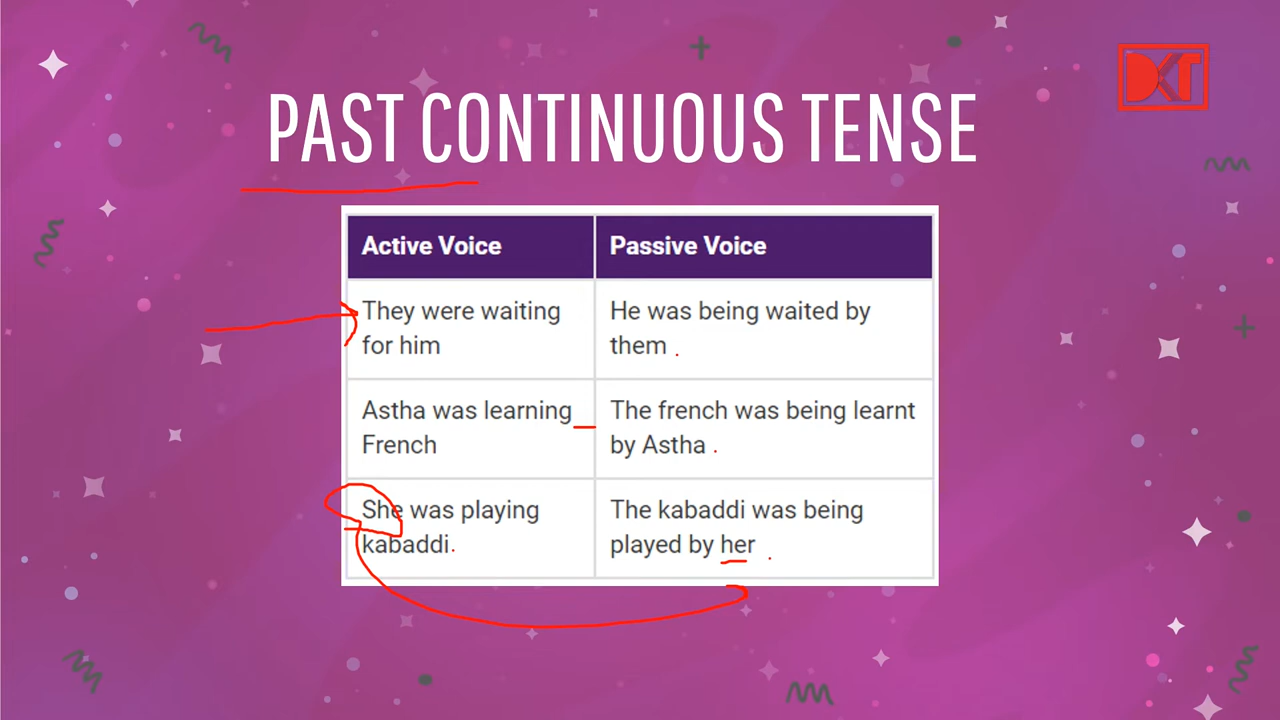 DKT
PAST CONTINUOUS TENSE
Active Voice
Passive Voice
They were waiting
for him
He was being waited by
them .
Astha was learning
French
The french was being learnt
by Astha .
She was playing
kabaddi.
The kabaddi was being
played by her .